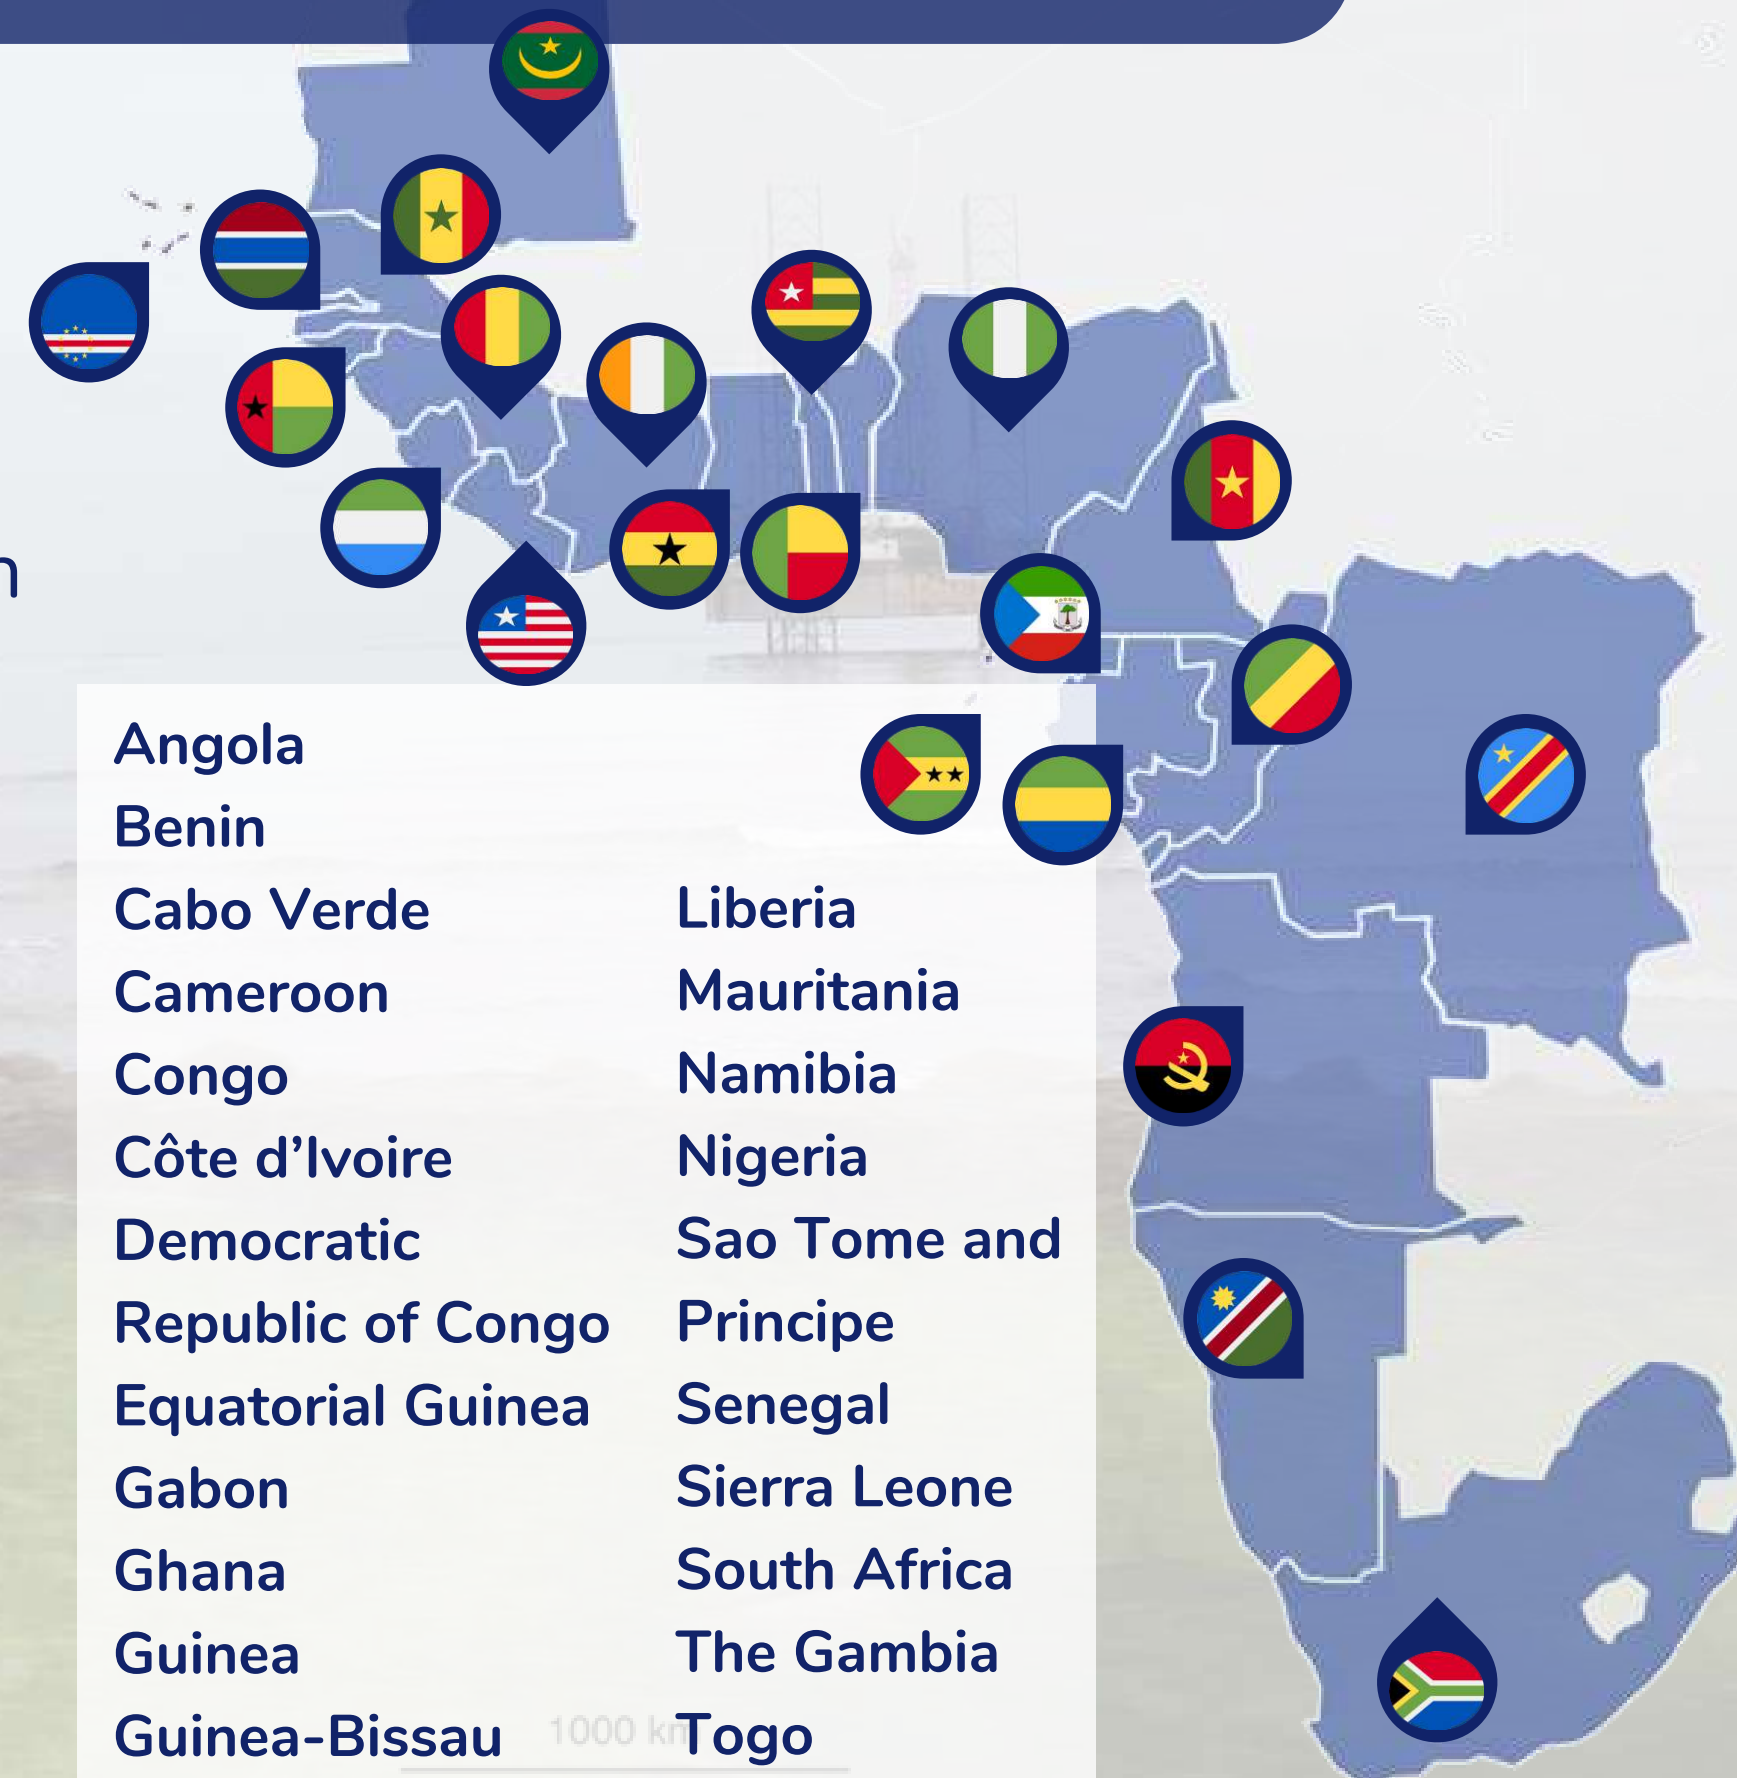 n
Angola
Benin
Cabo Verde
Cameroon
Congo
Côte d’Ivoire
Democratic
Republic of Congo
Equatorial Guinea
Gabon
Ghana
Guinea
Guinea-Bissau
Liberia
Mauritania
Namibia
Nigeria
Sao Tome and
Principe
Senegal
Sierra Leone
South Africa
The Gambia
Togo
1000 km